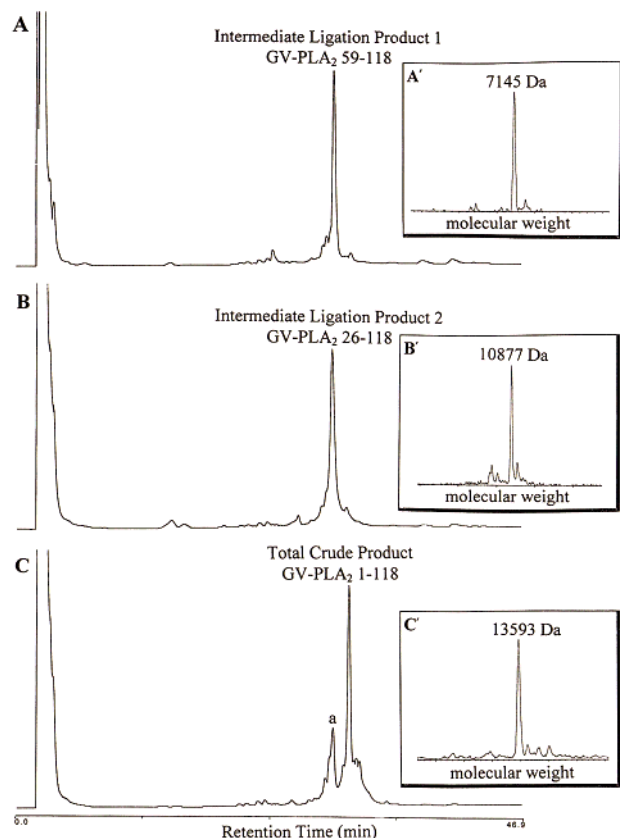 A
Intermediate Ligation Product 1
GV-PLA₂ 59-118
A'
7145 Da
molecular weight
B
Intermediate Ligation Product 2
GV-PLA₂ 26-118
B'
10877 Da
molecular weight
C
Total Crude Product
GV-PLA₂ 1-118
a
C'
13593 Da
molecular weight
0.0
46.9
Retention Time (min)